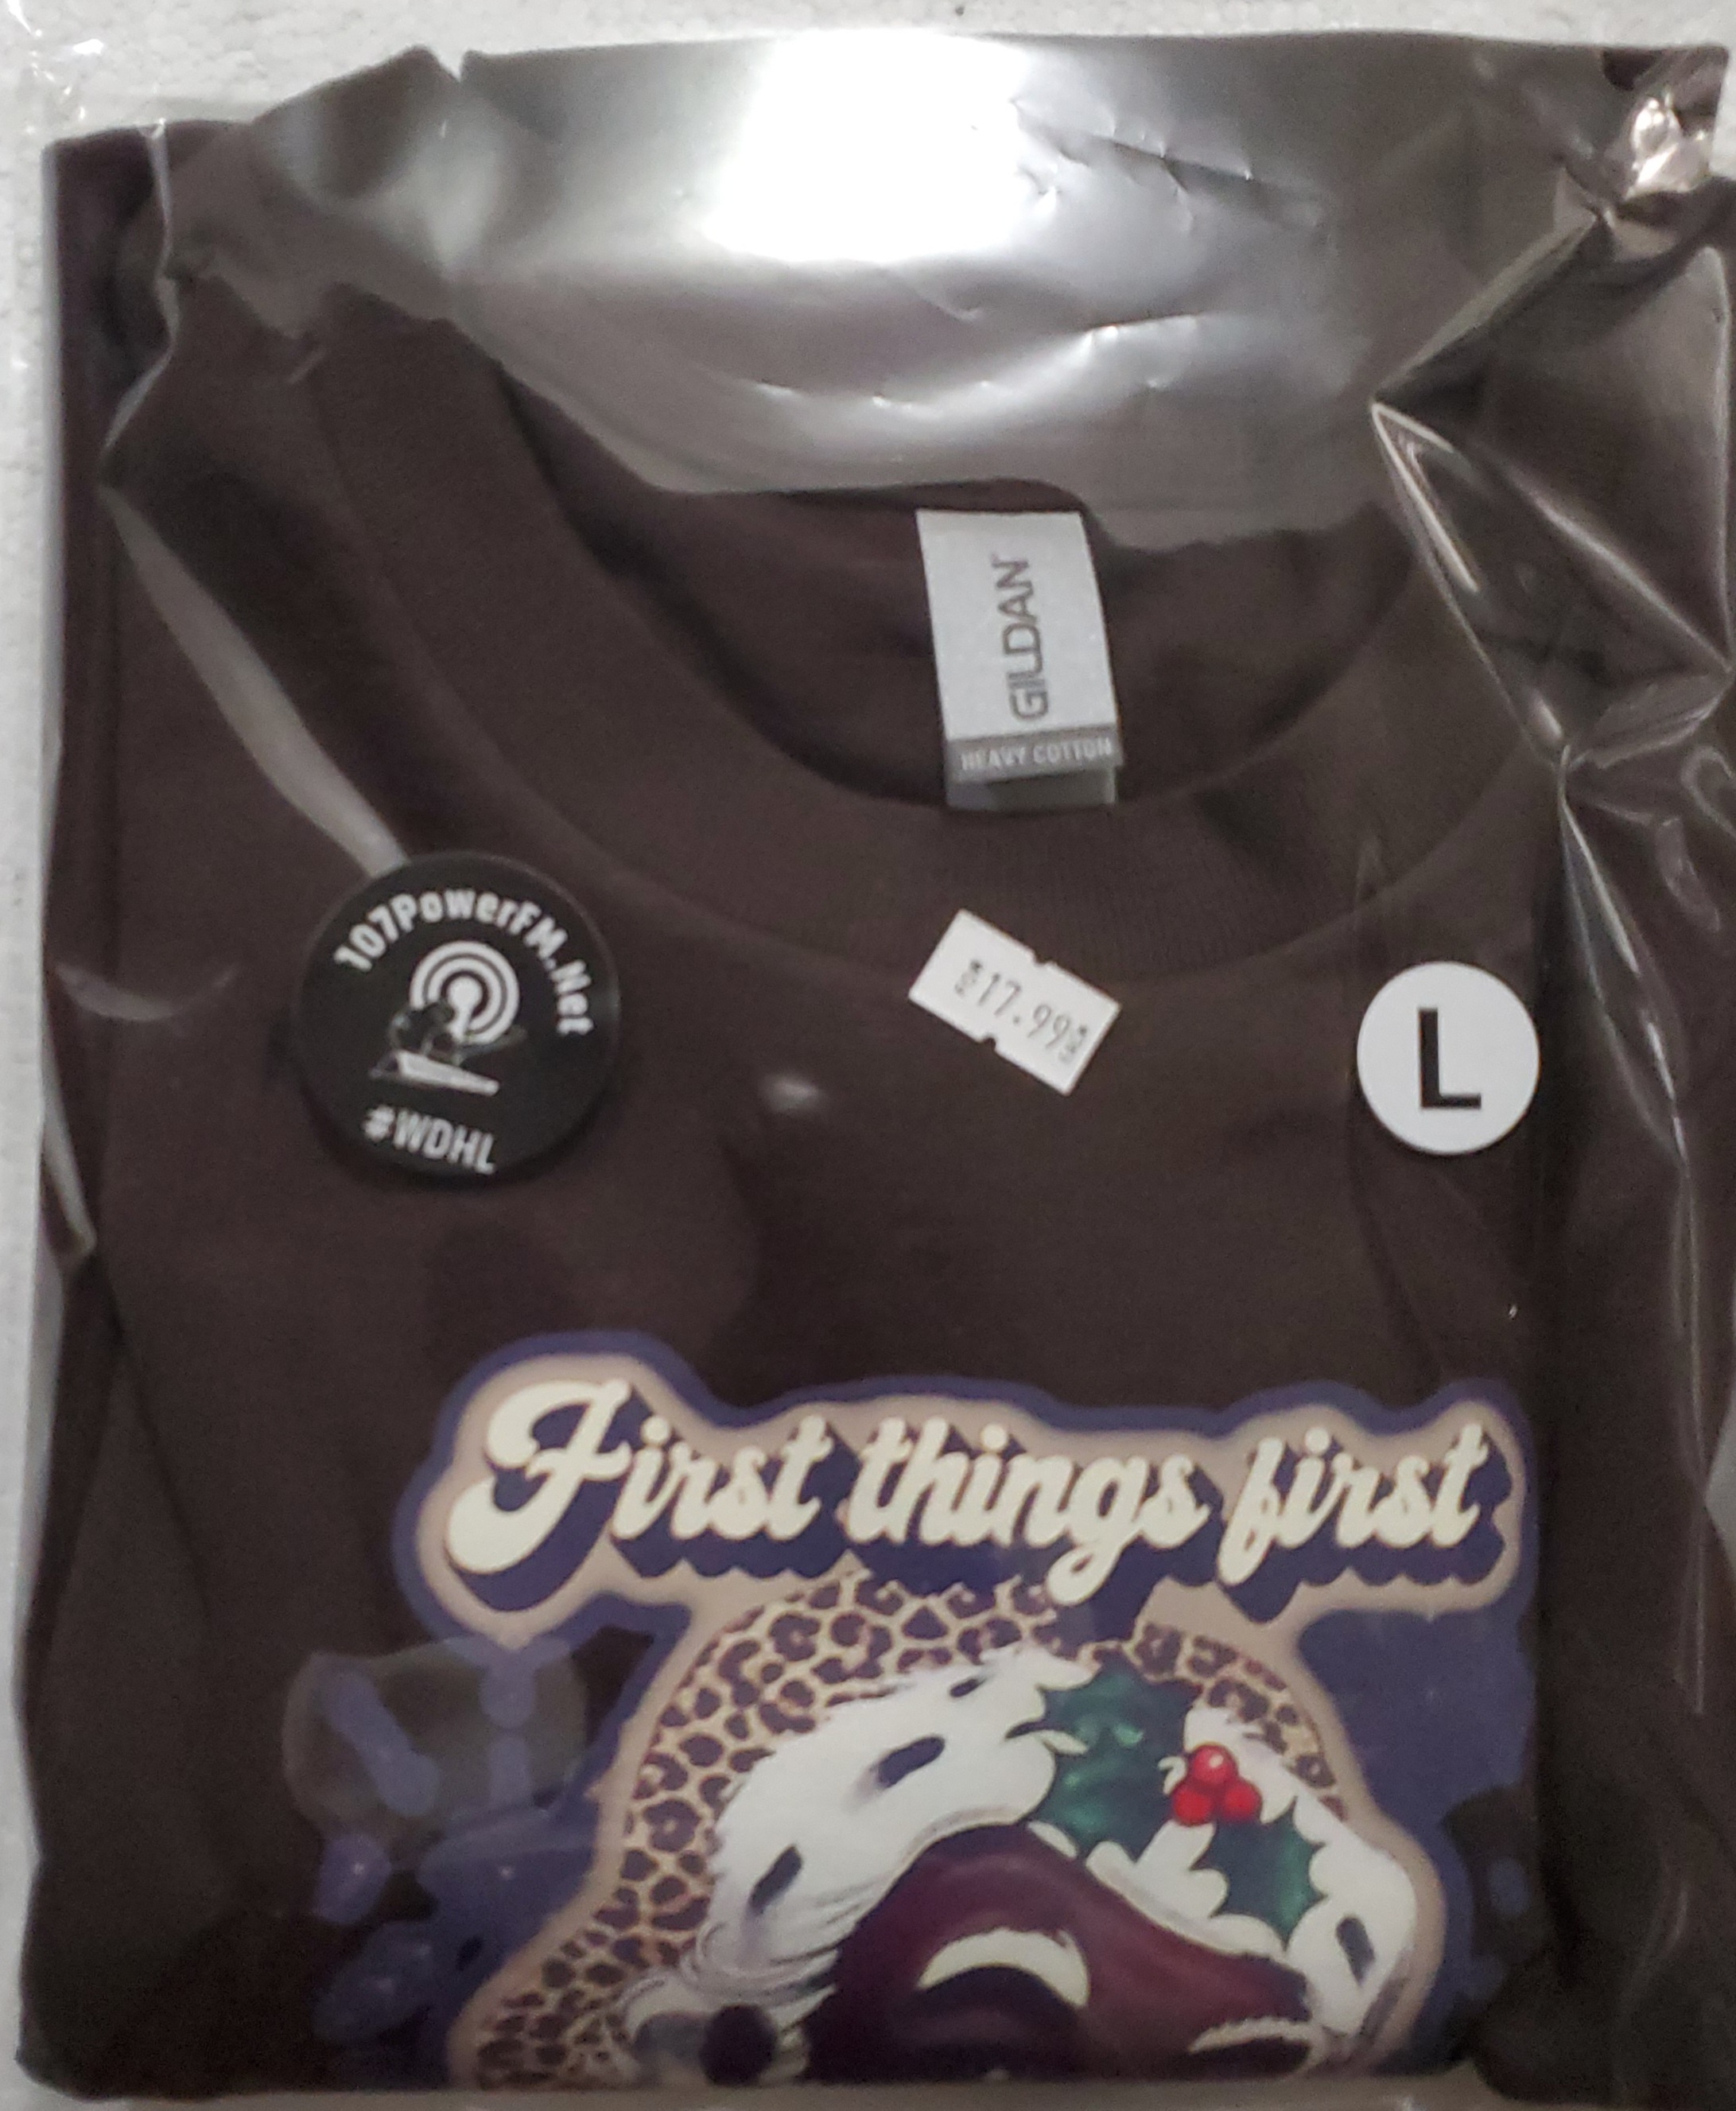 GILDAN
HEAVY COTTON
107PowerFM.Net
#WDHL
17.99
L
First things first